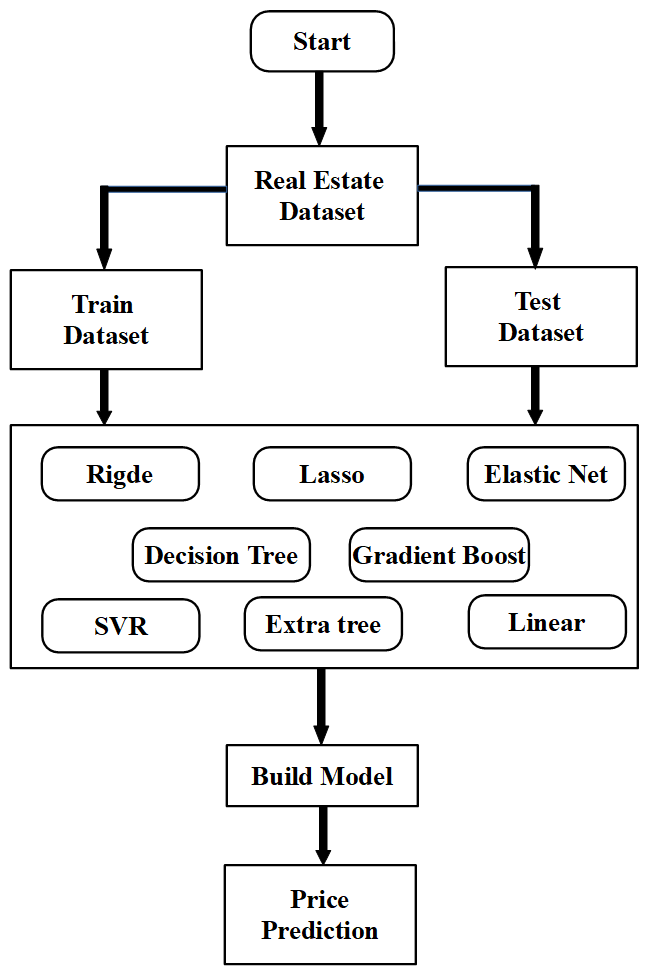 Start
Real Estate
Dataset
Train
Dataset
Test
Dataset
Rigde
Lasso
Elastic Net
Decision Tree
Gradient Boost
SVR
Extra tree
Linear
Build Model
Price
Prediction